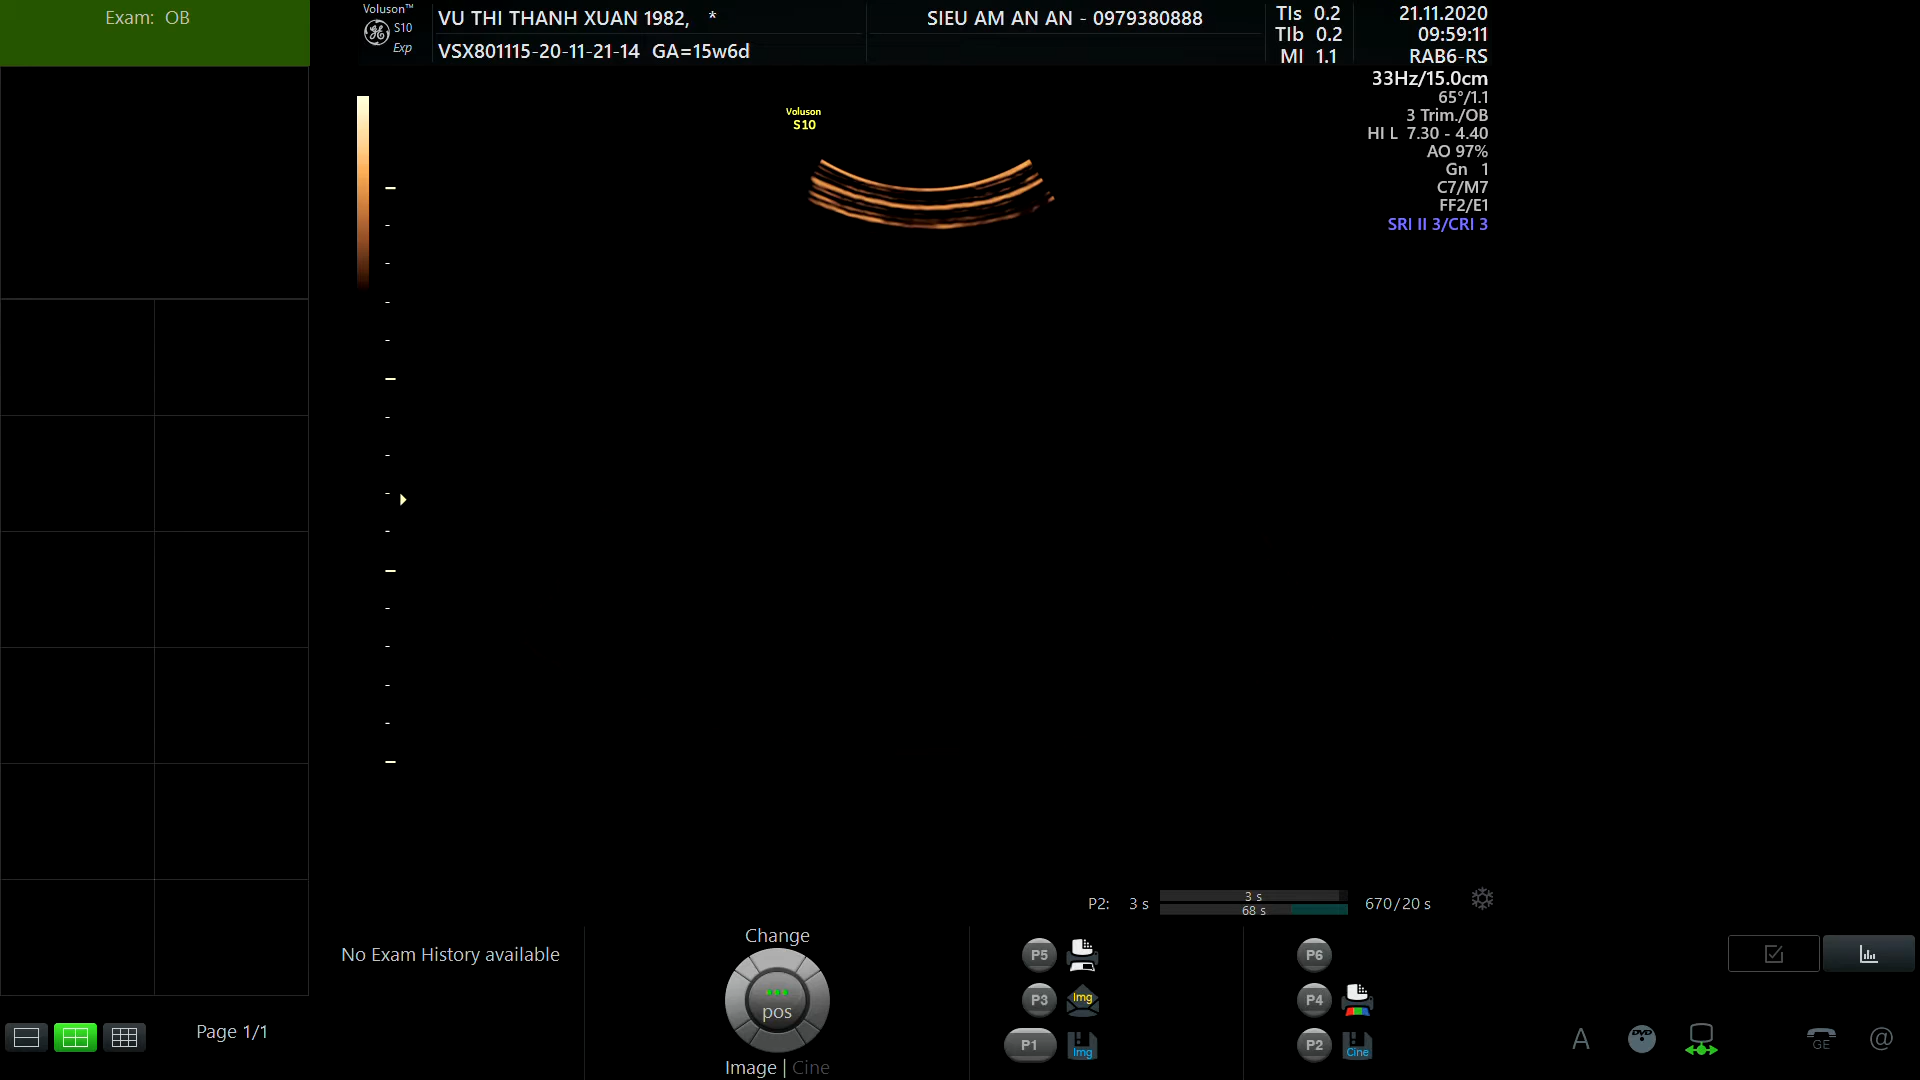 Exam: OB
Voluson™
S10
Exp
VU THI THANH XUAN 1982, *
VSX801115-20-11-21-14 GA=15w6d
SIEU AM AN AN - 0979380888
TIs 0.2
TIb 0.2
MI 1.1
21.11.2020
09:59:11
RAB6-RS
33Hz/15.0cm
65°/1.1
3 Trim./OB
HI L 7.30 - 4.40
AO 97%
Gn 1
C7/M7
FF2/E1
SRI II 3/CRI 3
Voluson
S10
P2: 3 s
3 s
68 s
670/20 s
No Exam History available
Change
pos
Image | Cine
P5
P3 Img
P1 Img
P6
P4
P2 Cine
Page 1/1
A
DVD
GE
@